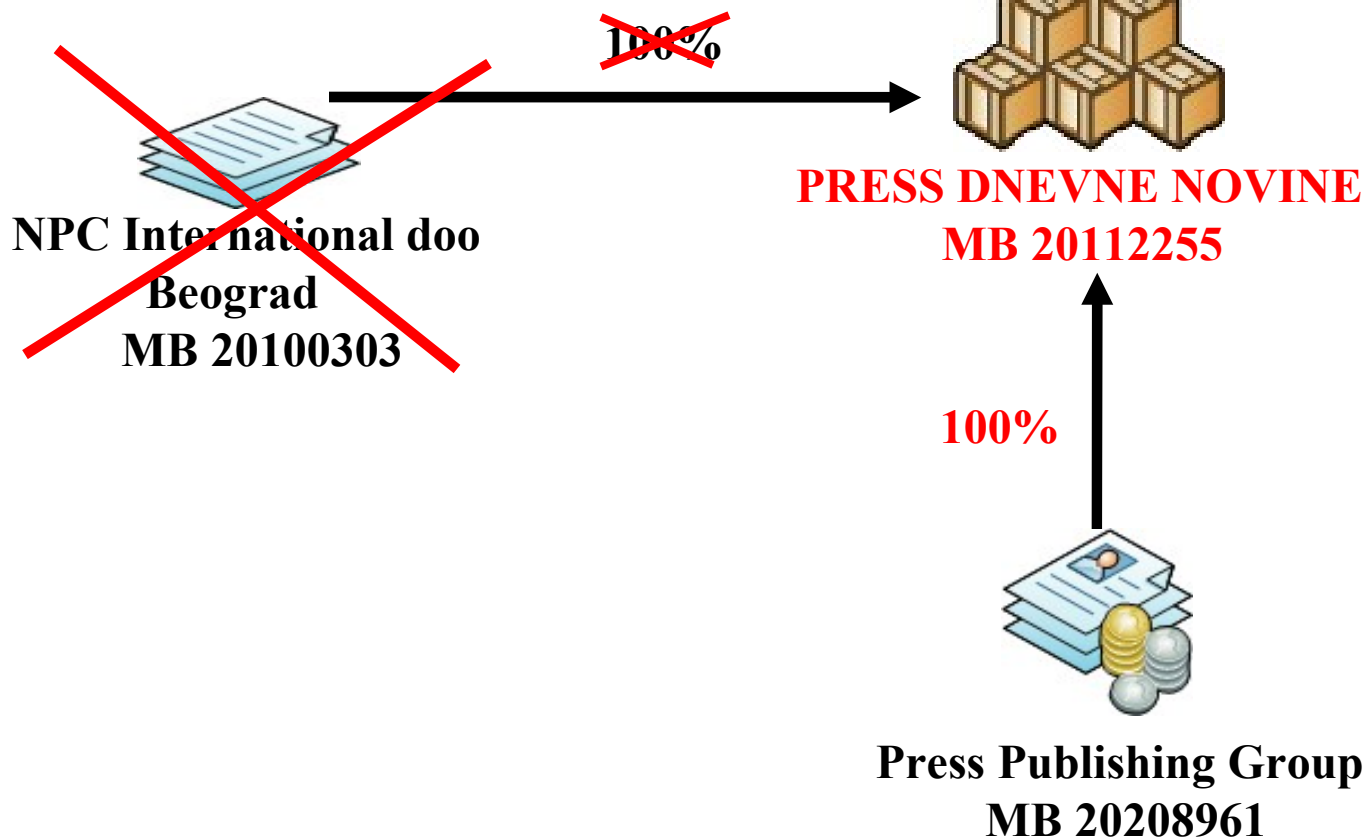 100%
PRESS DNEVNE NOVINE
MB 20112255
NPC International doo
Beograd
MB 20100303
100%
Press Publishing Group
MB 20208961